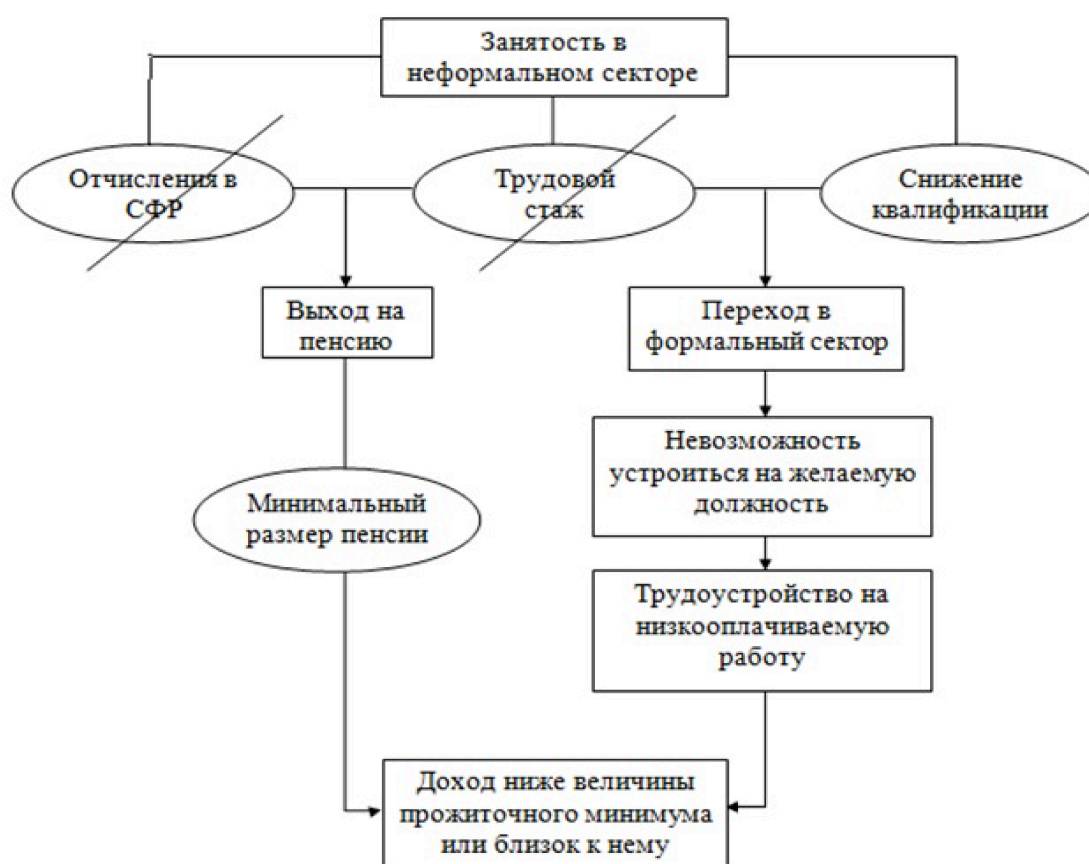 Занятость в
неформальном секторе
Отчисления в
СФР
Трудовой
стаж
Снижение
квалификации
Выход на
пенсию
Переход в
формальный сектор
Невозможность
устроиться на желаемую
должность
Минимальный
размер пенсии
Трудоустройство на
низкооплачиваемую
работу
Доход ниже величины
прожиточного минимума
или близок к нему